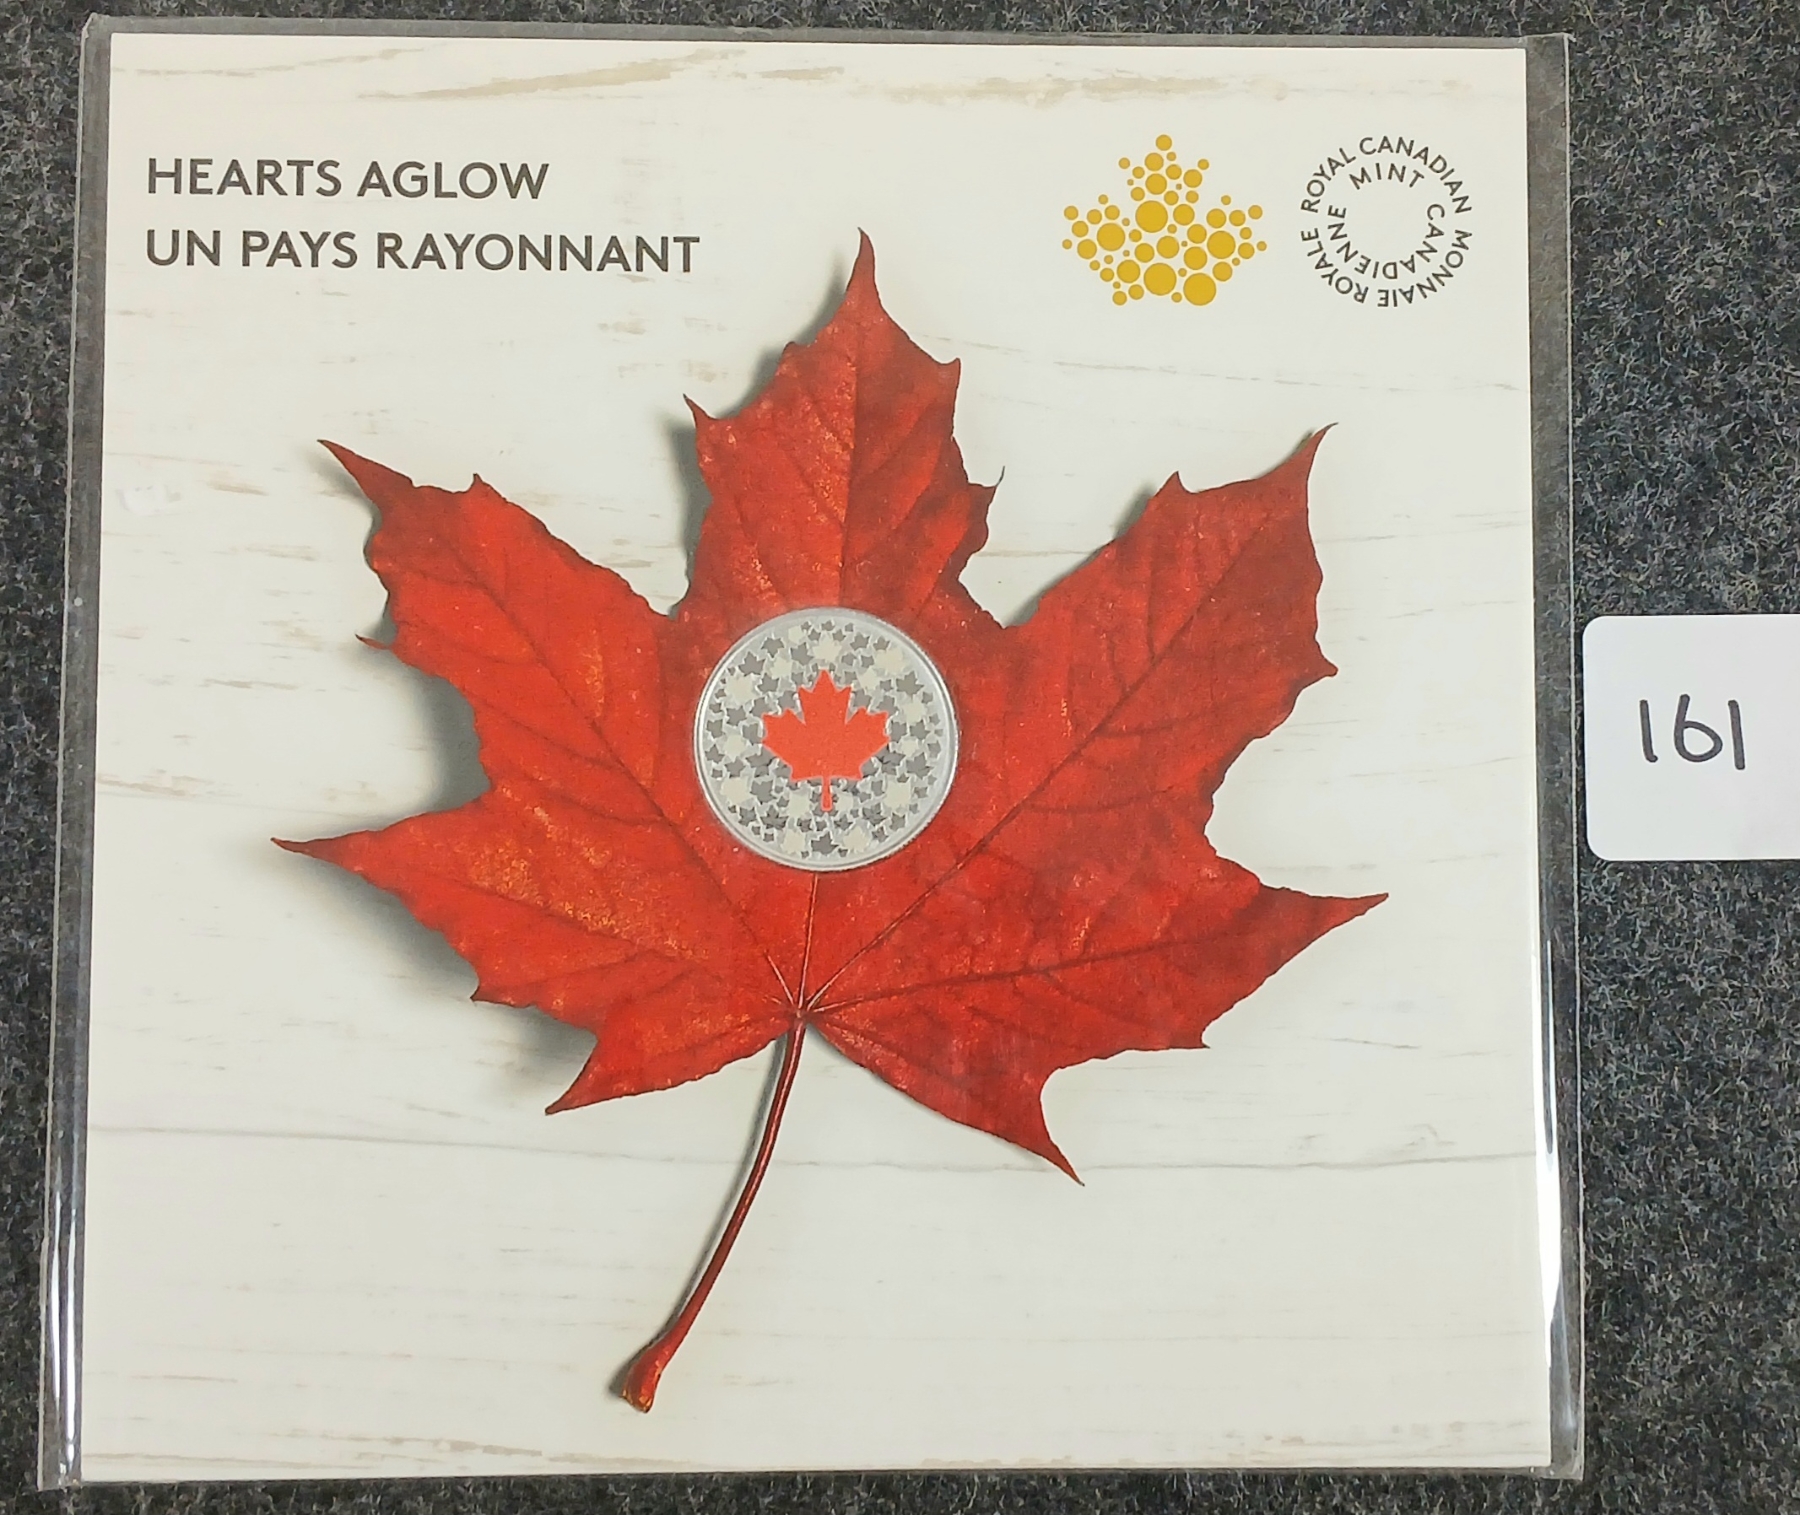 HEARTS AGLOW
UN PAYS RAYONNANT
ROYAL CANADIAN MINT
MONNAIE ROYALE CANADIENNE
161